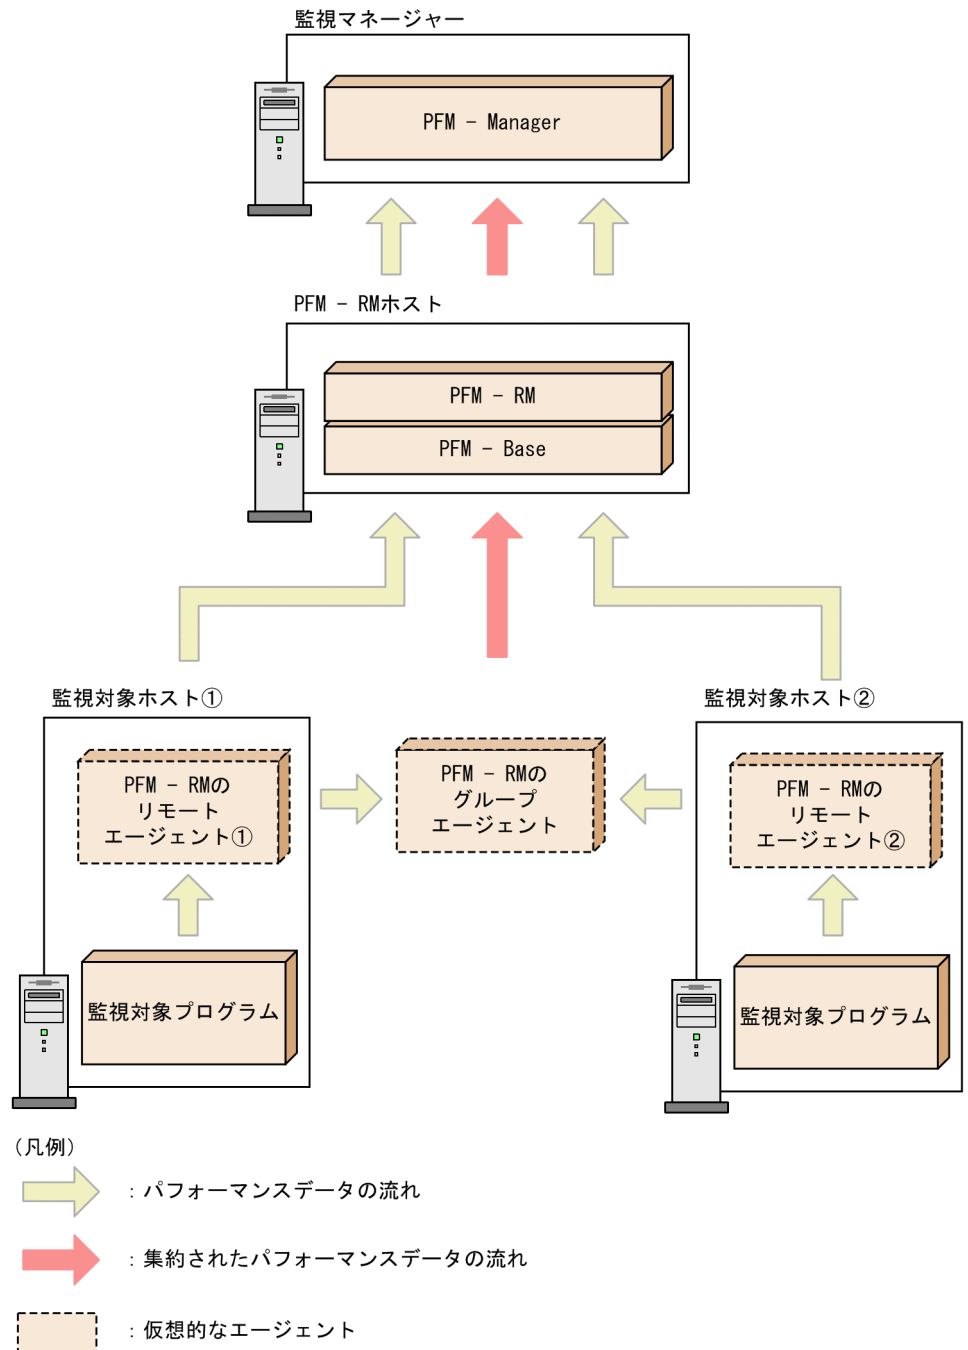 監視マネージャー
PFM - Manager
PFM - RMホスト
PFM - RM
PFM - Base
監視対象ホスト①
監視対象ホスト②
PFM - RMの
リモート
エージェント①
PFM - RMの
グループ
エージェント
PFM - RMの
リモート
エージェント②
監視対象プログラム
監視対象プログラム
(凡例)
：パフォーマンスデータの流れ
：集約されたパフォーマンスデータの流れ
：仮想的なエージェント